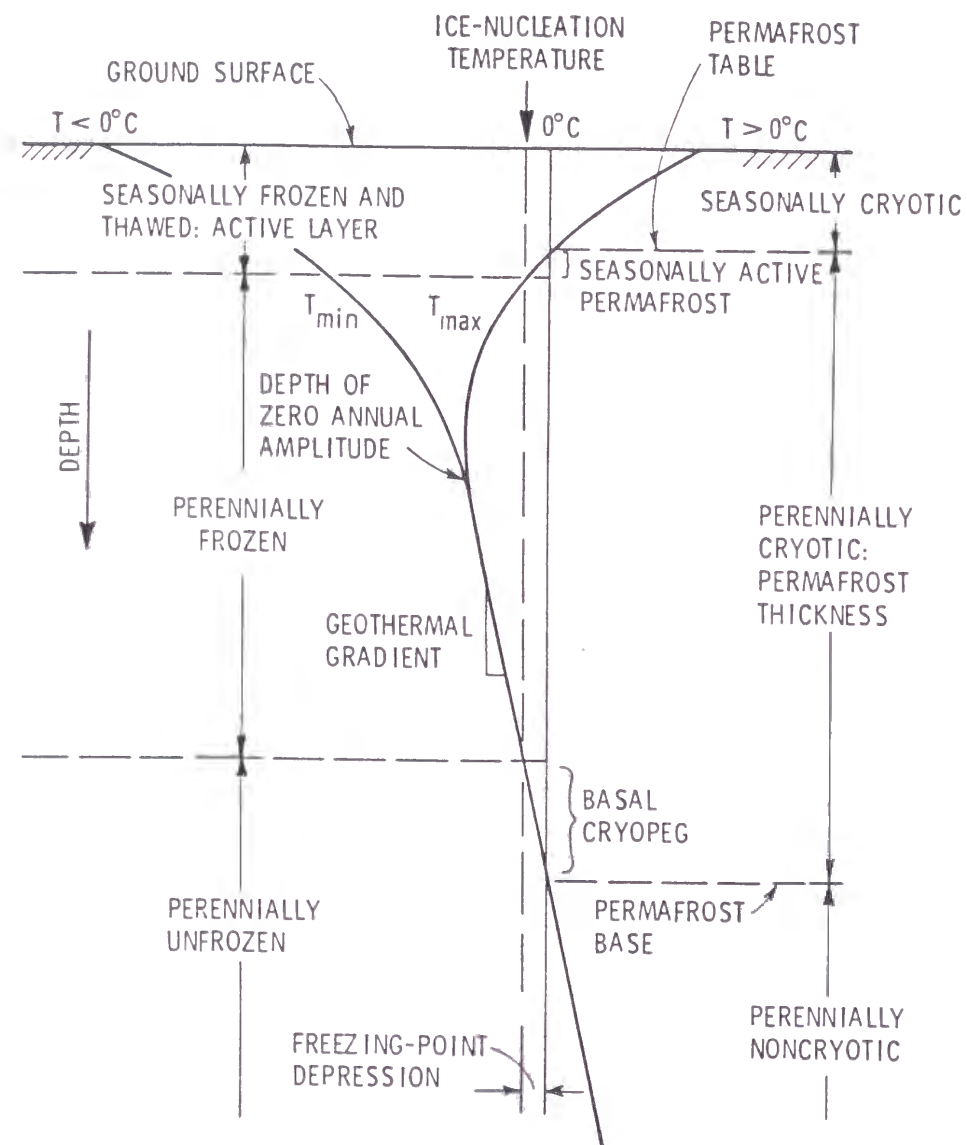 ICE-NUCLEATION
TEMPERATURE
PERMAFROST
TABLE
GROUND SURFACE
T < 0°C
0°C
T > 0°C
SEASONALLY FROZEN AND
THAWED: ACTIVE LAYER
SEASONALLY CRYOTIC
SEASONALLY ACTIVE
PERMAFROST
Tmin
Tmax
DEPTH OF
ZERO ANNUAL
AMPLITUDE
DEPTH
PERENNIALLY
FROZEN
PERENNIALLY
CRYOTIC:
PERMAFROST
THICKNESS
GEOTHERMAL
GRADIENT
BASAL
CRYOPEG
PERENNIALLY
UNFROZEN
PERMAFROST
BASE
PERENNIALLY
NONCRYOTIC
FREEZING-POINT
DEPRESSION